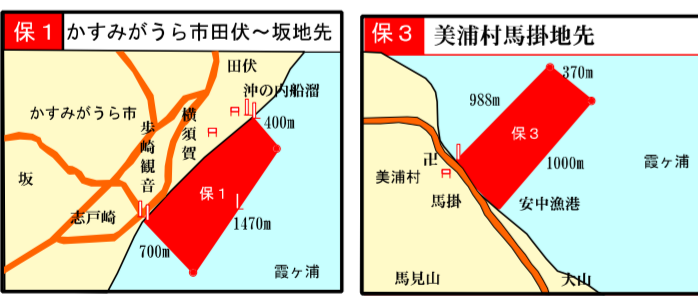 保1 かすみがうら市田伏～坂地先
田伏
沖の内船溜
かすみがうら市
横須賀
400m
歩崎観音
坂
保1
志戸崎
1470m
700m
霞ヶ浦
保3 美浦村馬掛地先
370m
988m
保3
卍
1000m
霞ヶ浦
美浦村
馬掛
安中漁港
馬見山
大山